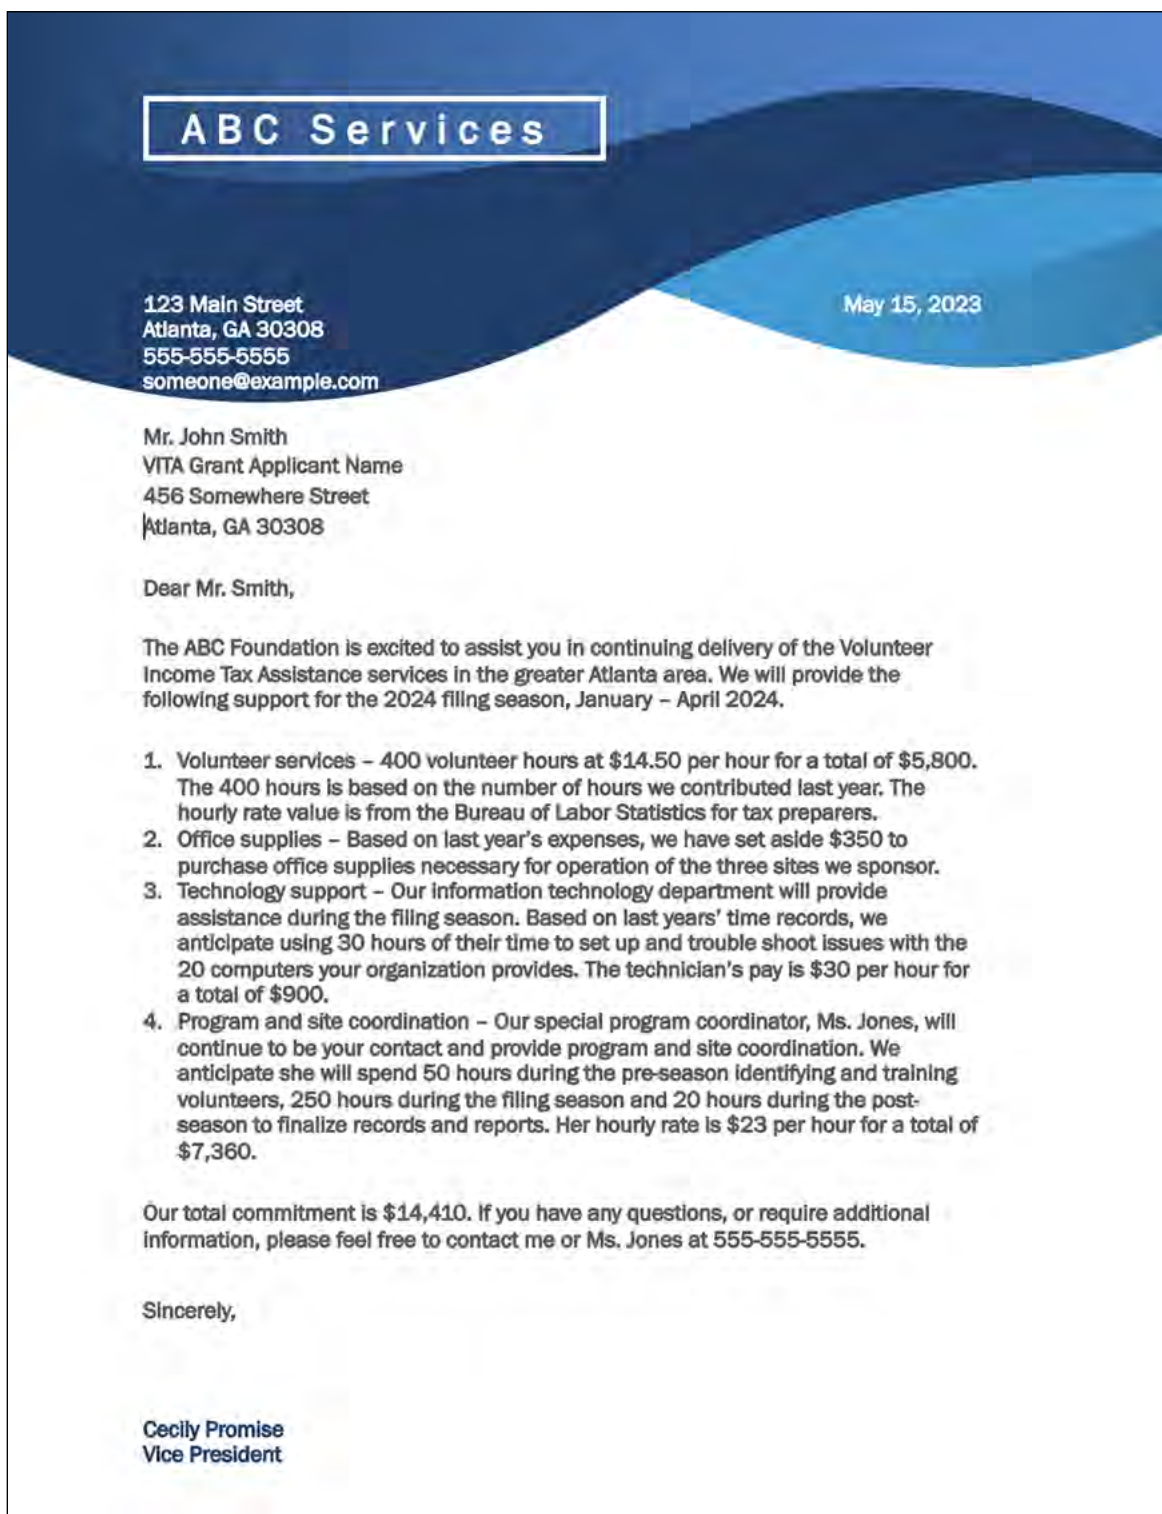 ABC Services
123 Main Street
Atlanta, GA 30308
555-555-5555
someone@example.com
May 15, 2023
Mr. John Smith
VITA Grant Applicant Name
456 Somewhere Street
Atlanta, GA 30308
Dear Mr. Smith,
The ABC Foundation is excited to assist you in continuing delivery of the Volunteer
Income Tax Assistance services in the greater Atlanta area. We will provide the
following support for the 2024 filing season, January – April 2024.
1. Volunteer services – 400 volunteer hours at $14.50 per hour for a total of $5,800.
The 400 hours is based on the number of hours we contributed last year. The
hourly rate value is from the Bureau of Labor Statistics for tax preparers.
2. Office supplies – Based on last year's expenses, we have set aside $350 to
purchase office supplies necessary for operation of the three sites we sponsor.
3. Technology support – Our information technology department will provide
assistance during the filing season. Based on last years' time records, we
anticipate using 30 hours of their time to set up and trouble shoot issues with the
20 computers your organization provides. The technician's pay is $30 per hour for
a total of $900.
4. Program and site coordination – Our special program coordinator, Ms. Jones, will
continue to be your contact and provide program and site coordination. We
anticipate she will spend 50 hours during the pre-season identifying and training
volunteers, 250 hours during the filing season and 20 hours during the post-
season to finalize records and reports. Her hourly rate is $23 per hour for a total of
$7,360.
Our total commitment is $14,410. If you have any questions, or require additional
information, please feel free to contact me or Ms. Jones at 555-555-5555.
Sincerely,
Cecily Promise
Vice President